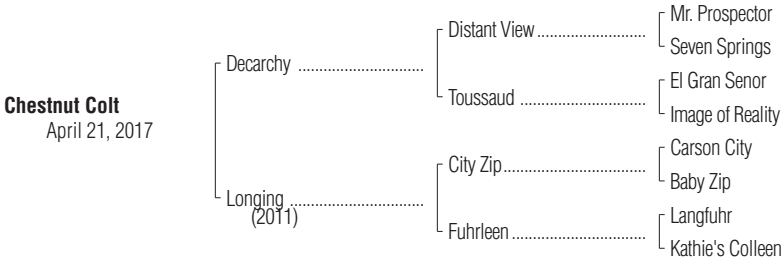 Mr. Prospector
Distant View
Seven Springs
Decarchy
El Gran Senor
Toussaud
Image of Reality
Chestnut Colt
April 21, 2017
Carson City
City Zip
Baby Zip
Longing
(2011)
Langfuhr
Fuhrleen
Kathie's Colleen